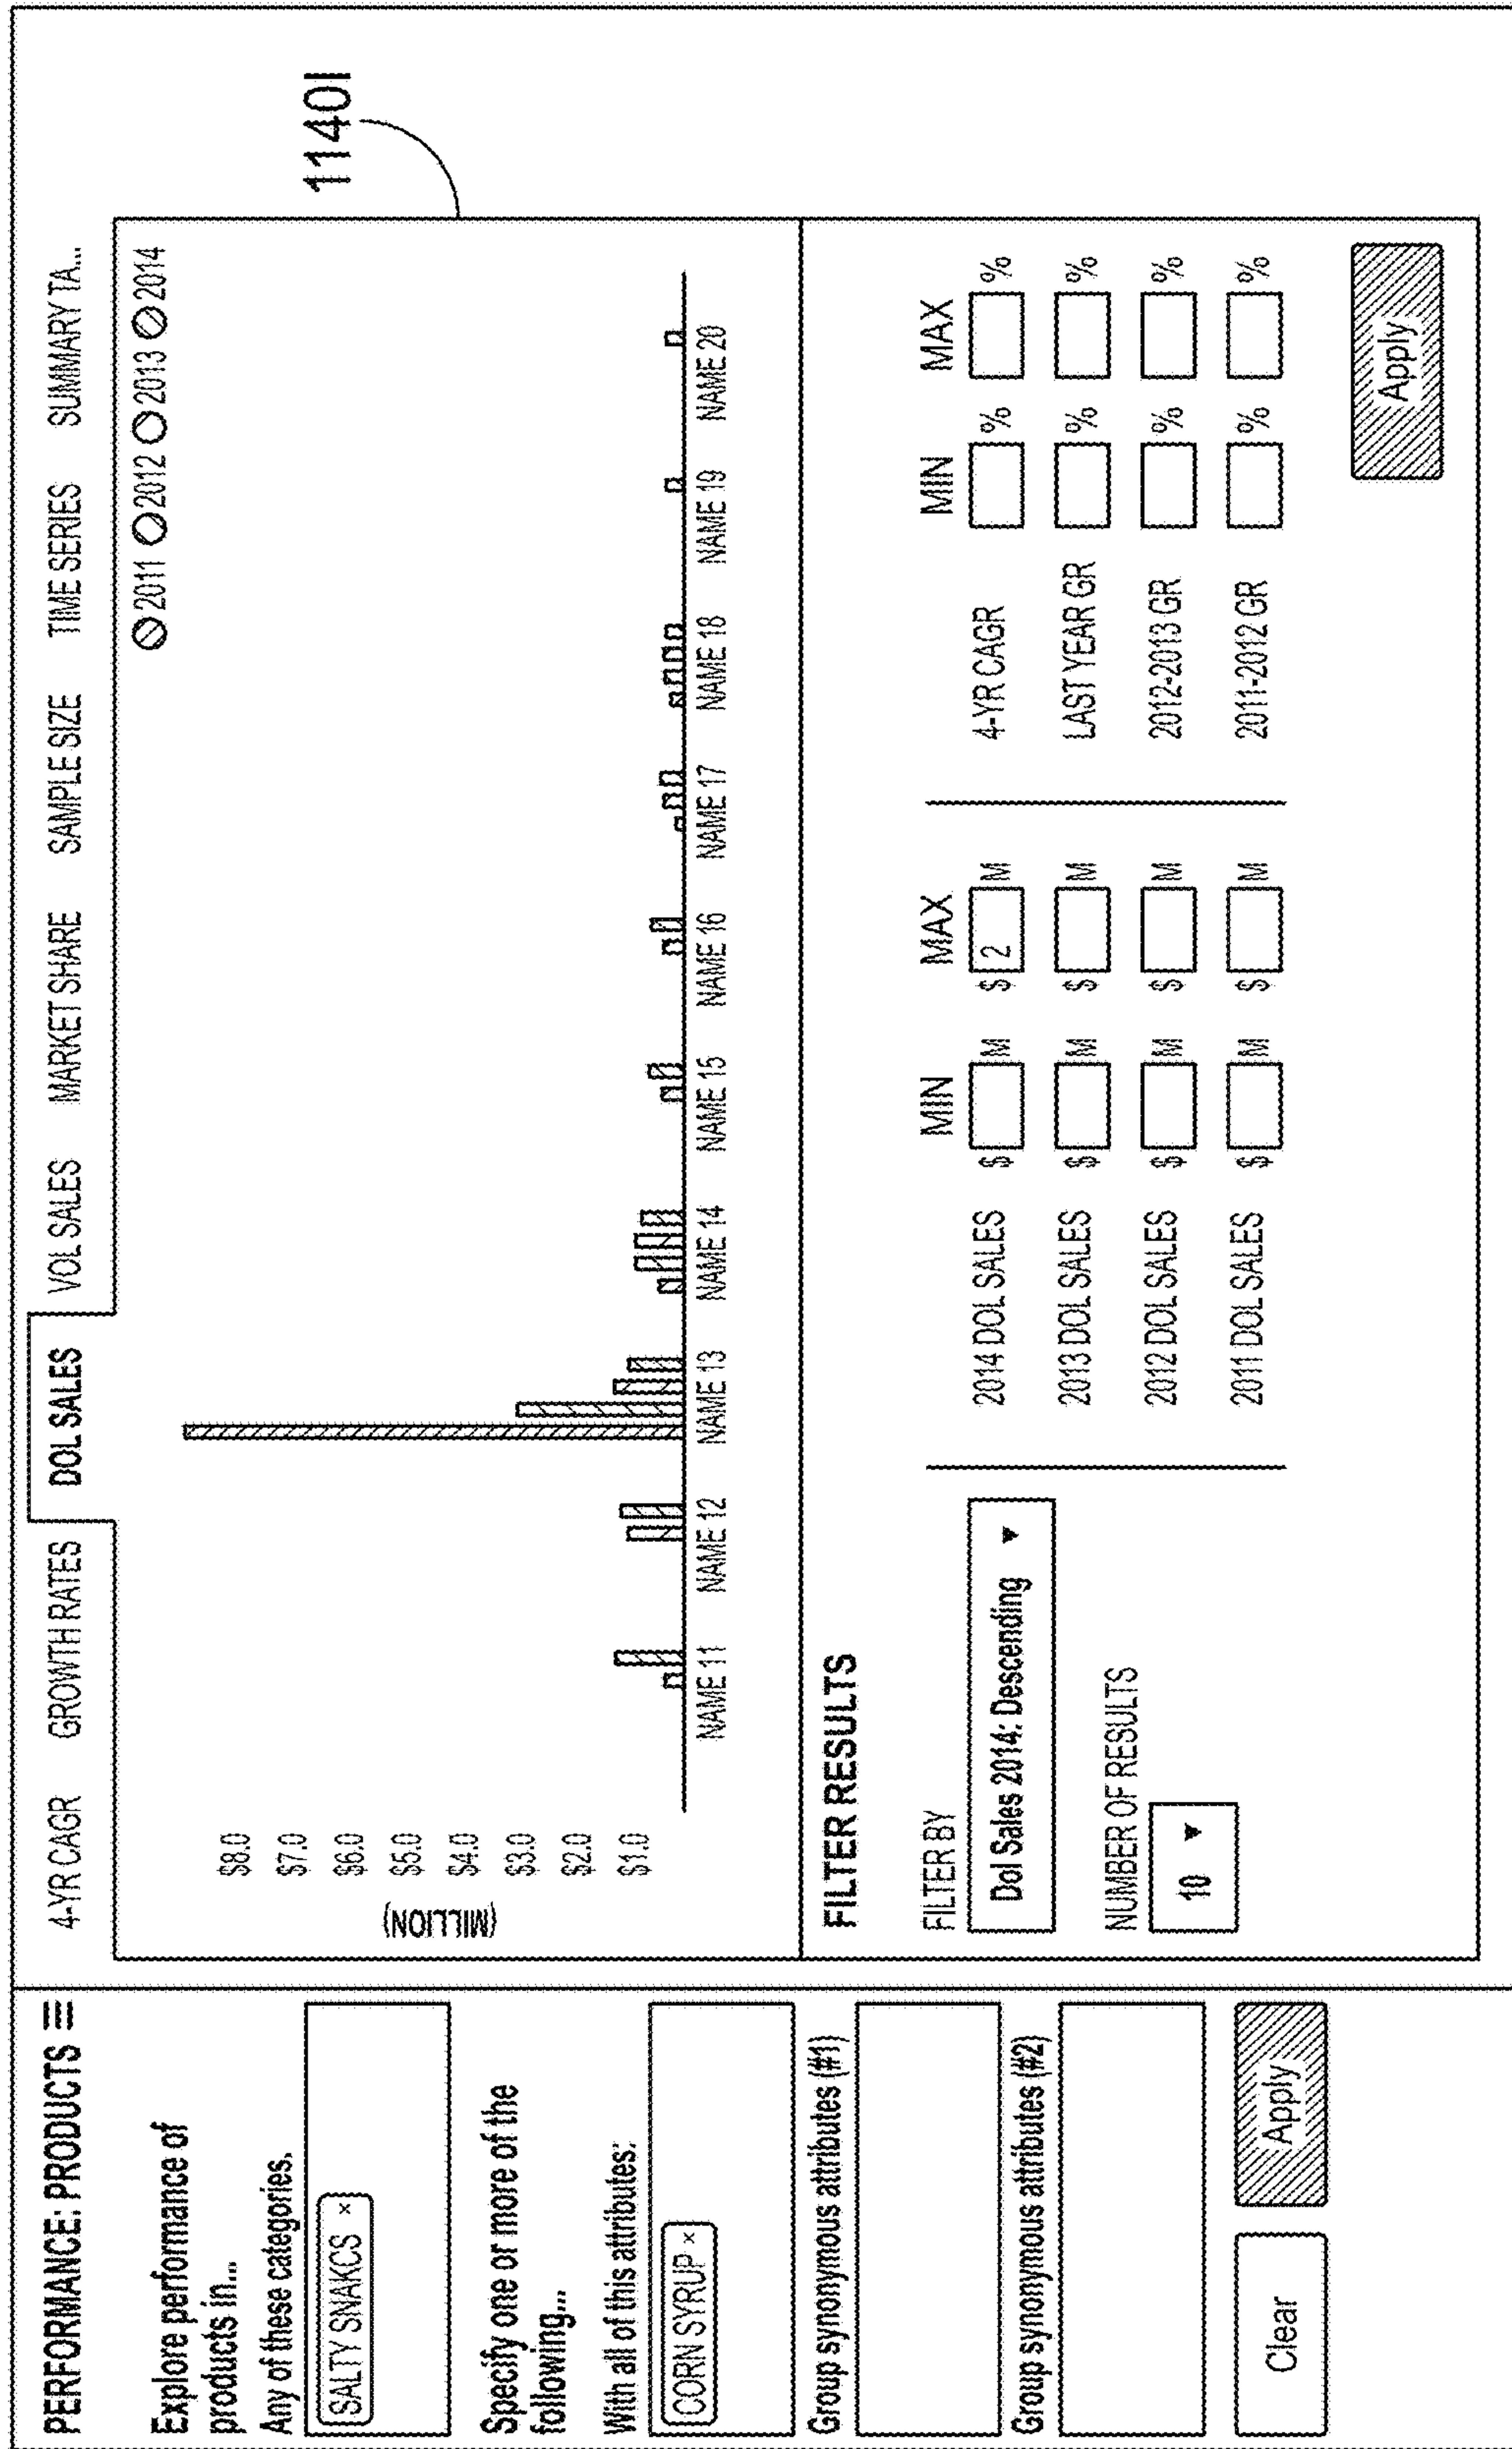 PERFORMANCE: PRODUCTS
Explore performance of
products in...
Any of these categories.
SALTY SNAKCS ×
Specify one or more of the
following...
With all of this attributes:
CORN SYRUP ×
Group synonymous attributes (#1)
Group synonymous attributes (#2)
Clear
Apply
4-YR CAGR GROWTH RATES DOL SALES VOL SALES MARKET SHARE SAMPLE SIZE TIME SERIES SUMMARY TA...
2011 2012 2013 2014
1140I
(MILLION)
$8.0
$7.0
$6.0
$5.0
$4.0
$3.0
$2.0
$1.0
NAME 11 NAME 12 NAME 13 NAME 14 NAME 15 NAME 16 NAME 17 NAME 18 NAME 19 NAME 20
FILTER RESULTS
FILTER BY
Dol Sales 2014: Descending ▼
NUMBER OF RESULTS
10 ▼
MIN MAX
2014 DOL SALES $ M $ 2 M
2013 DOL SALES $ M $ M
2012 DOL SALES $ M $ M
2011 DOL SALES $ M $ M
MIN MAX
4-YR CAGR % %
LAST YEAR GR % %
2012-2013 GR % %
2011-2012 GR % %
Apply